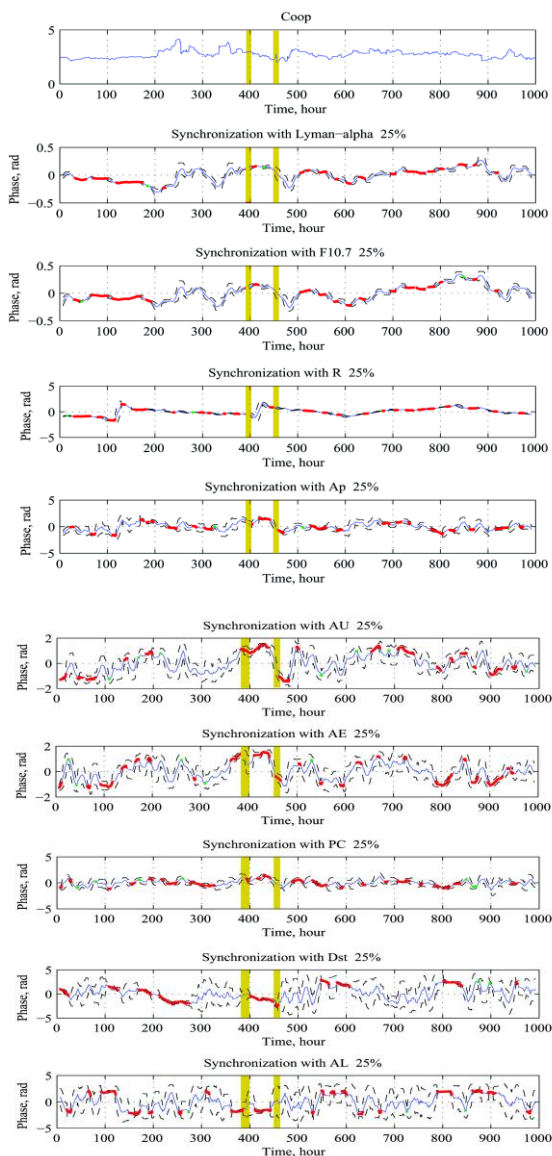 Coop
5
0
0 100 200 300 400 500 600 700 800 900 1000
Time, hour
Synchronization with Lyman−alpha 25%
Phase, rad
0.5
0
−0.5
0 100 200 300 400 500 600 700 800 900 1000
Time, hour
Synchronization with F10.7 25%
Phase, rad
0.5
0
−0.5
0 100 200 300 400 500 600 700 800 900 1000
Time, hour
Synchronization with R 25%
Phase, rad
5
0
−5
0 100 200 300 400 500 600 700 800 900 1000
Time, hour
Synchronization with Ap 25%
Phase, rad
5
0
−5
0 100 200 300 400 500 600 700 800 900 1000
Time, hour
Synchronization with AU 25%
Phase, rad
2
0
−2
0 100 200 300 400 500 600 700 800 900 1000
Time, hour
Synchronization with AE 25%
Phase, rad
2
0
−2
0 100 200 300 400 500 600 700 800 900 1000
Time, hour
Synchronization with PC 25%
Phase, rad
5
0
−5
0 100 200 300 400 500 600 700 800 900 1000
Time, hour
Synchronization with Dst 25%
Phase, rad
5
0
−5
0 100 200 300 400 500 600 700 800 900 1000
Time, hour
Synchronization with AL 25%
Phase, rad
5
0
−5
0 100 200 300 400 500 600 700 800 900 1000
Time, hour